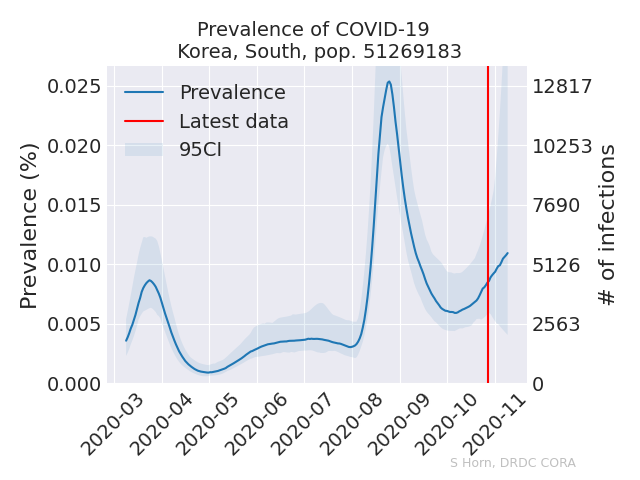 Prevalence of COVID-19
Korea, South, pop. 51269183
Prevalence
Latest data
95CI
Prevalence (%)
0.025
0.020
0.015
0.010
0.005
0.000
12817
10253
7690
5126
2563
0
# of infections
2020-03
2020-04
2020-05
2020-06
2020-07
2020-08
2020-09
2020-10
2020-11
S Horn, DRDC CORA